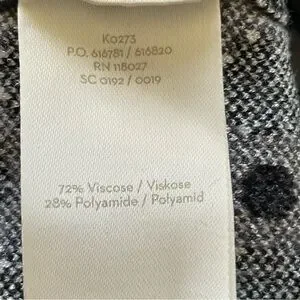 K0273
P.O. 616781 / 616820
RN 118027
SC 0192 / 0019
72% Viscose / Viskose
28% Polyamide / Polyamid